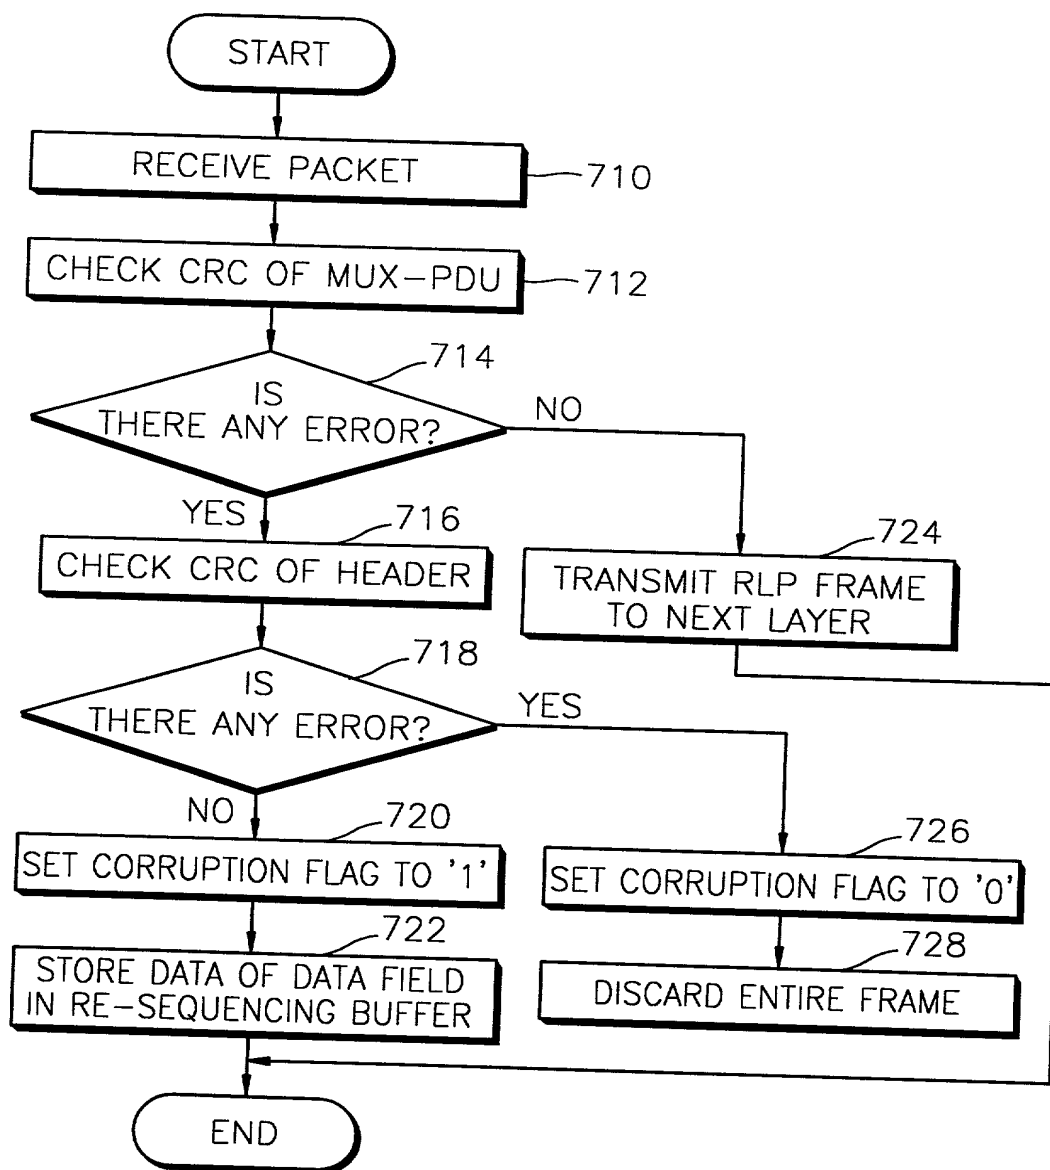 START
RECEIVE PACKET
710
CHECK CRC OF MUX-PDU
712
714
IS
THERE ANY ERROR?
NO
YES
716
CHECK CRC OF HEADER
724
TRANSMIT RLP FRAME
TO NEXT LAYER
718
IS
THERE ANY ERROR?
YES
NO
720
SET CORRUPTION FLAG TO '1'
726
SET CORRUPTION FLAG TO '0'
722
STORE DATA OF DATA FIELD
IN RE-SEQUENCING BUFFER
728
DISCARD ENTIRE FRAME
END